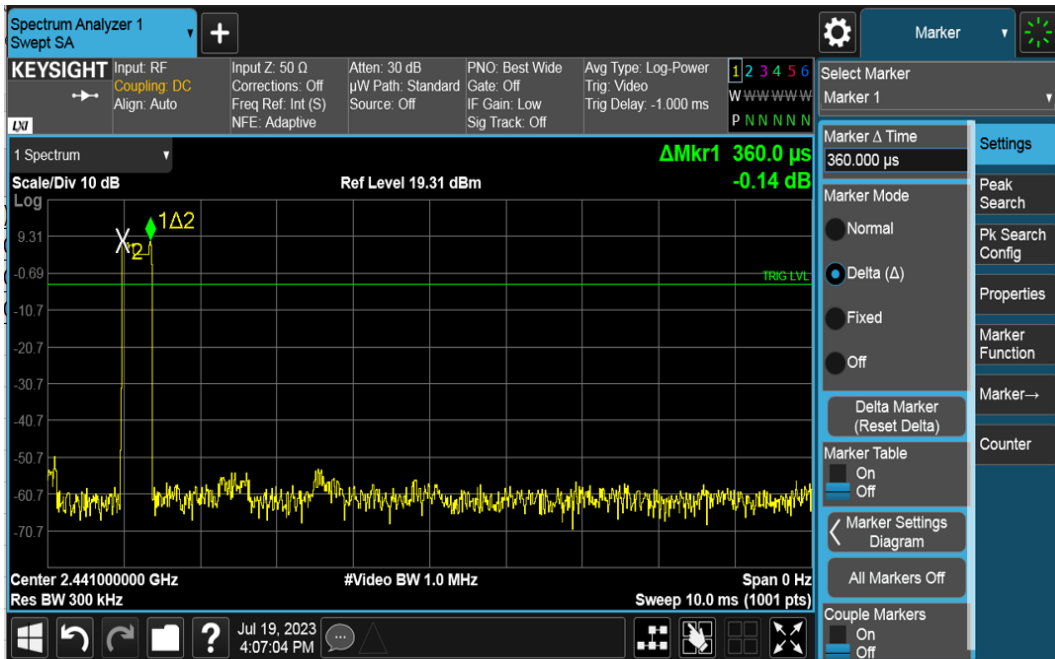 Spectrum Analyzer 1
Swept SA
+
Marker
KEYSIGHT
Input: RF
Coupling: DC
Align: Auto
Input Z: 50 Ω
Corrections: Off
Freq Ref: Int (S)
NFE: Adaptive
Atten: 30 dB
µW Path: Standard
Source: Off
PNO: Best Wide
Gate: Off
IF Gain: Low
Sig Track: Off
Avg Type: Log-Power
Trig: Video
Trig Delay: -1.000 ms
1 2 3 4 5 6
W W W W W W
P N N N N N
LXI
Select Marker
Marker 1
1 Spectrum
ΔMkr1 360.0 µs
-0.14 dB
Scale/Div 10 dB
Ref Level 19.31 dBm
Log
1Δ2
X
2
9.31
-0.69
TRIG LVL
-10.7
-20.7
-30.7
-40.7
-50.7
-60.7
-70.7
Center 2.441000000 GHz
#Video BW 1.0 MHz
Span 0 Hz
Res BW 300 kHz
Sweep 10.0 ms (1001 pts)
Marker Δ Time
360.000 µs
Marker Mode
Normal
Delta (Δ)
Fixed
Off
Delta Marker
(Reset Delta)
Marker Table
On
Off
Marker Settings
Diagram
All Markers Off
Couple Markers
On
Off
Settings
Peak
Search
Pk Search
Config
Properties
Marker
Function
Marker→
Counter
?
Jul 19, 2023
4:07:04 PM